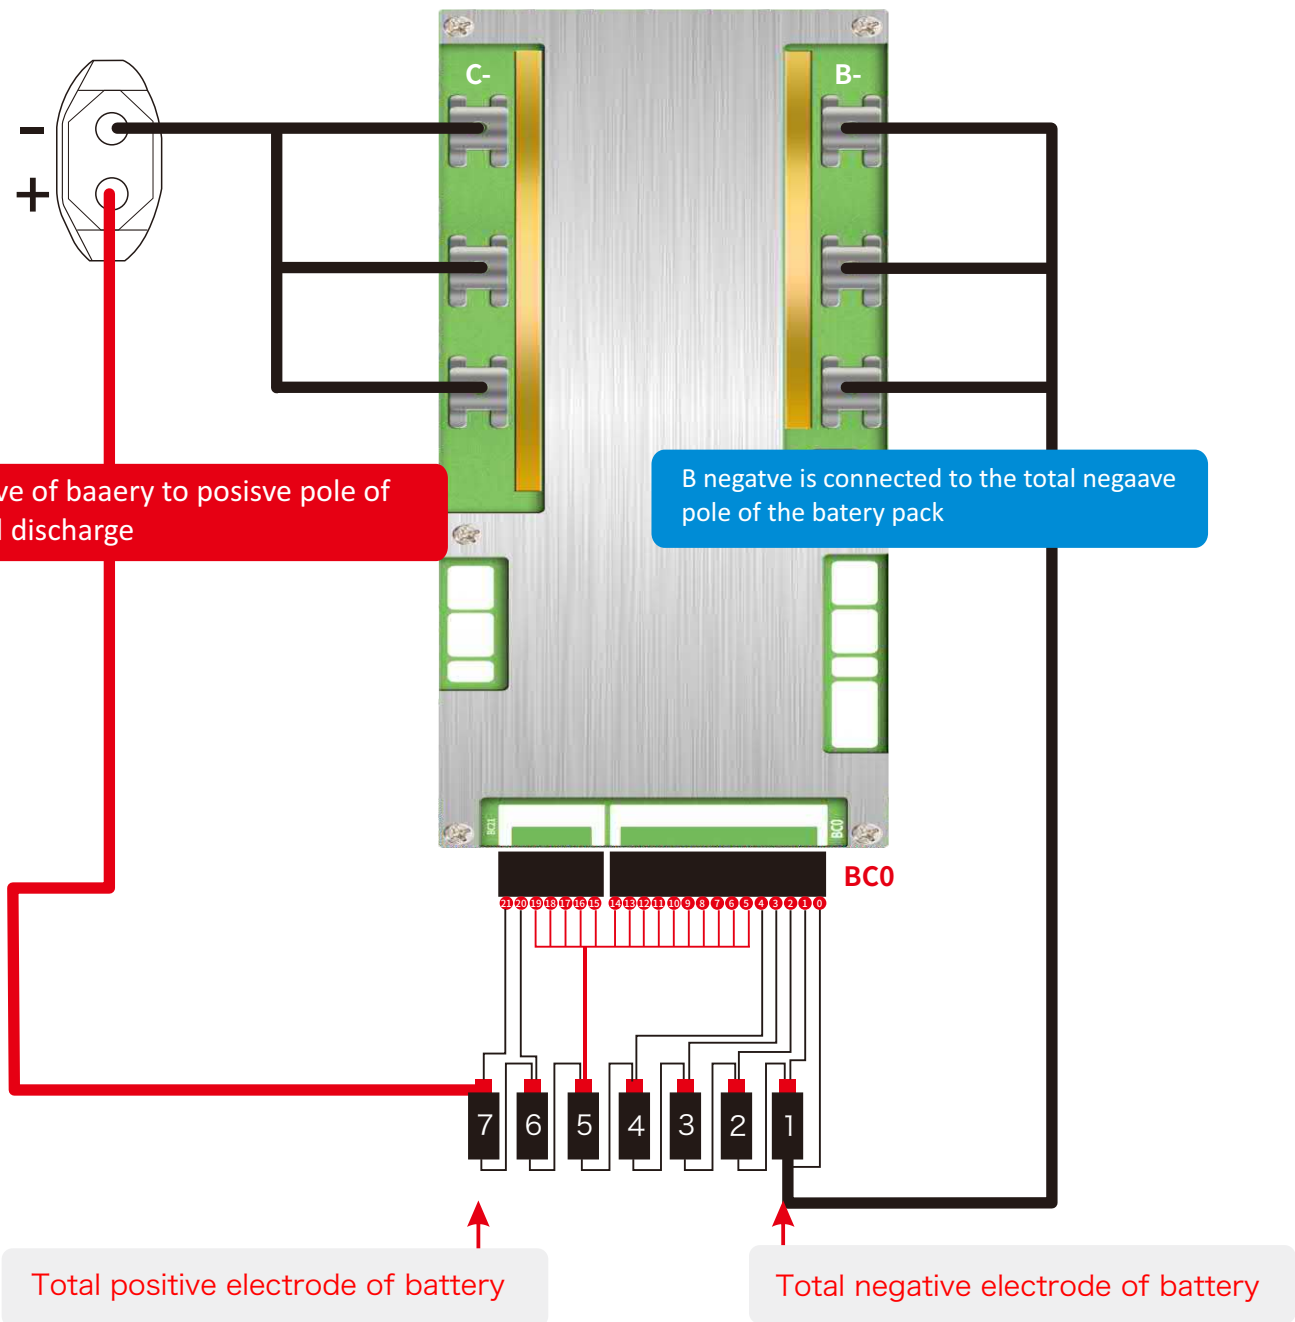 C-
B-
-
+
ve of baaery to posisve pole of
discharge
B negatve is connected to the total negaave
pole of the batery pack
BC21
BC0
BC0
21 20 19 18 17 16 15 14 13 12 11 10 9 8 7 6 5 4 3 2 1 0
7 6 5 4 3 2 1
Total positive electrode of battery
Total negative electrode of battery